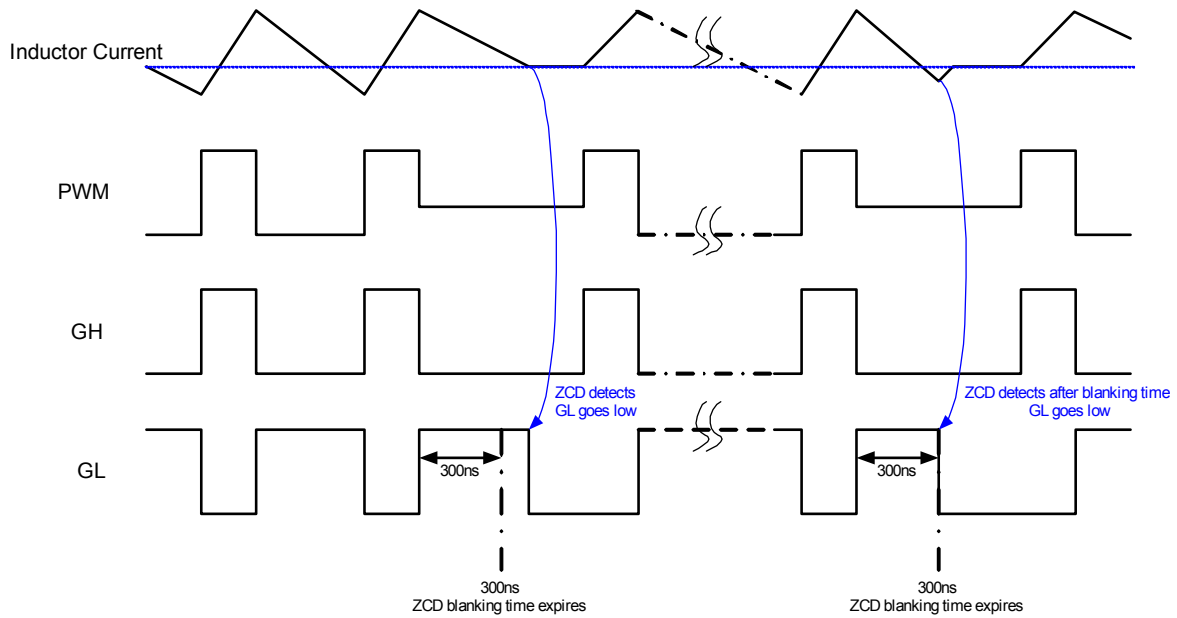 Inductor Current
PWM
GH
ZCD detects
GL goes low
ZCD detects after blanking time
GL goes low
GL
300ns
300ns
300ns
ZCD blanking time expires
300ns
ZCD blanking time expires